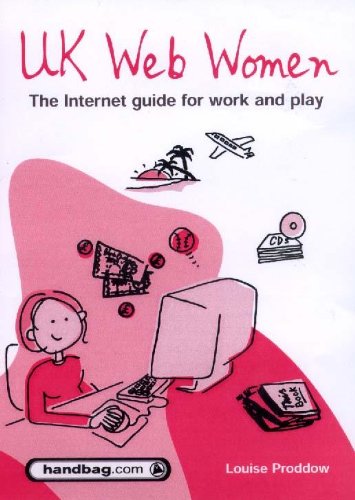 UK Web Women
The Internet guide for work and play
CDs
This
Book
handbag.com
Louise Proddow